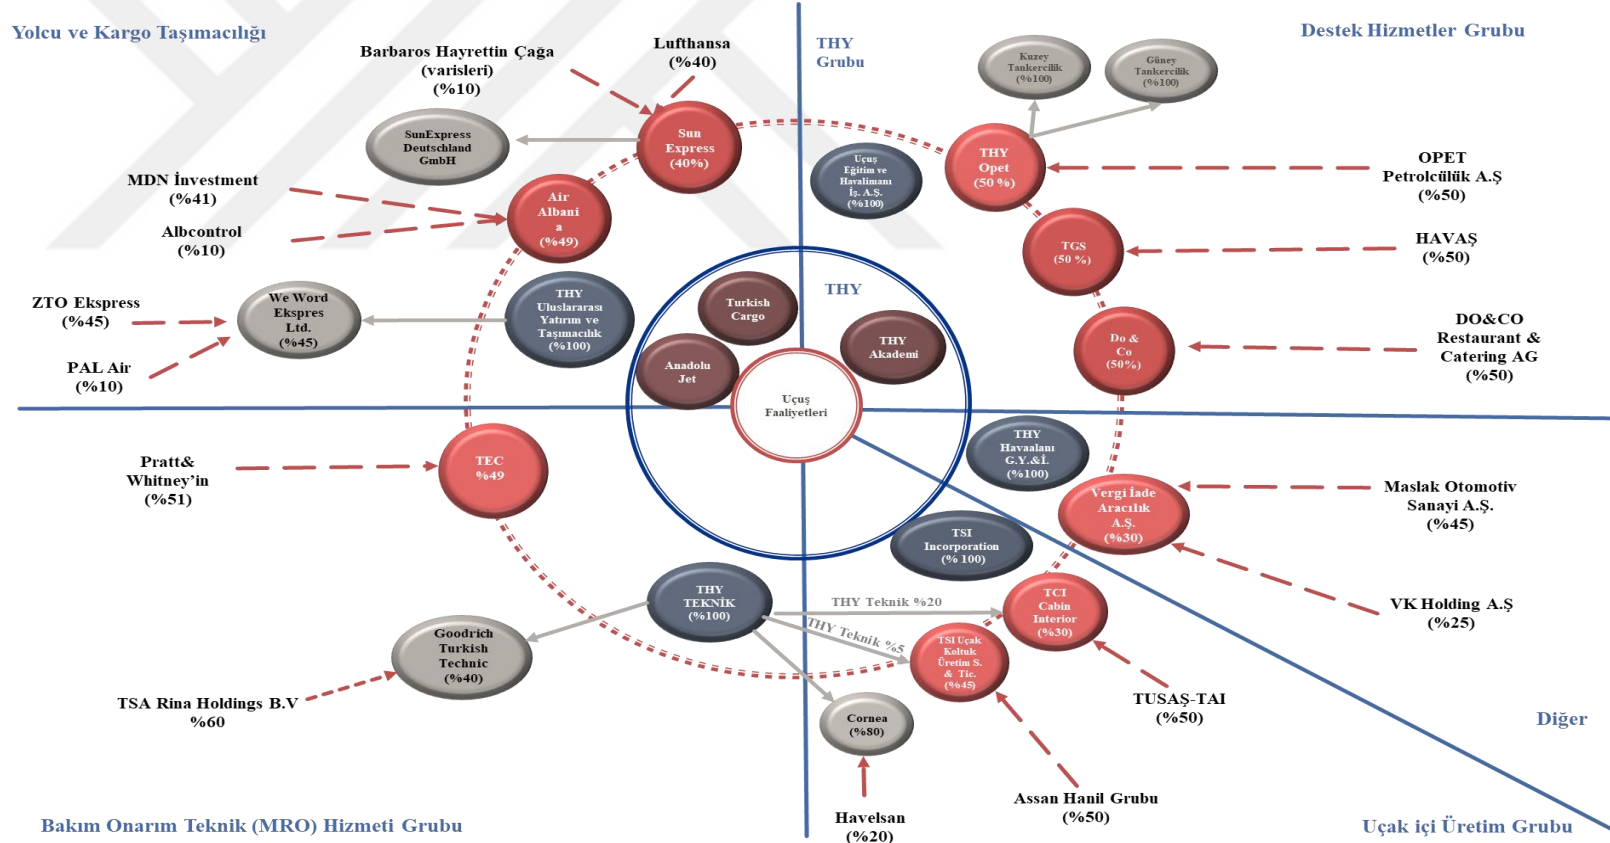 Yolcu ve Kargo Taşımacılığı
Barbaros Hayrettin Çağa
(varisleri)
(%10)
Lufthansa
(%40)
SunExpress
Deutschland
GmbH
Sun
Express
(40%)
MDN İnvestment
(%41)
Albcontrol
(%10)
Air
Albani
a
(%49)
ZTO Ekspress
(%45)
PAL Air
(%10)
We Word
Ekspres
Ltd.
(%45)
THY
Uluslararası
Yatırım ve
Taşımacılık
(%100)
THY
Grubu
Destek Hizmetler Grubu
Kuzey
Tankercilik
(%100)
Güney
Tankercilik
(%100)
Uçuş
Eğitim ve
Havalimanı
İş. A.Ş.
(%100)
THY
Opet
(50 %)
OPET
Petrolcülük A.Ş
(%50)
TGS
(50 %)
HAVAŞ
(%50)
Do &
Co
(50%)
DO&CO
Restaurant &
Catering AG
(%50)
THY
Turkish
Cargo
Anadolu
Jet
THY
Akademi
Uçuş
Faaliyetleri
Pratt&
Whitney’in
(%51)
TEC
%49
THY
TEKNİK
(%100)
Goodrich
Turkish
Technic
(%40)
TSA Rina Holdings B.V
%60
Bakım Onarım Teknik (MRO) Hizmeti Grubu
THY
Havaalanı
G.Y.&İ.
(%100)
Vergi İade
Aracılık
A.Ş.
(%30)
Maslak Otomotiv
Sanayi A.Ş.
(%45)
VK Holding A.Ş
(%25)
Diğer
TSI
Incorporation
(% 100)
THY Teknik %20
THY Teknik %5
TCI
Cabin
Interior
(%30)
TSI Uçak
Koltuk
Üretim S.
& Tic.
(%45)
Cornea
(%80)
Havelsan
(%20)
TUSAŞ-TAI
(%50)
Assan Hanil Grubu
(%50)
Uçak içi Üretim Grubu